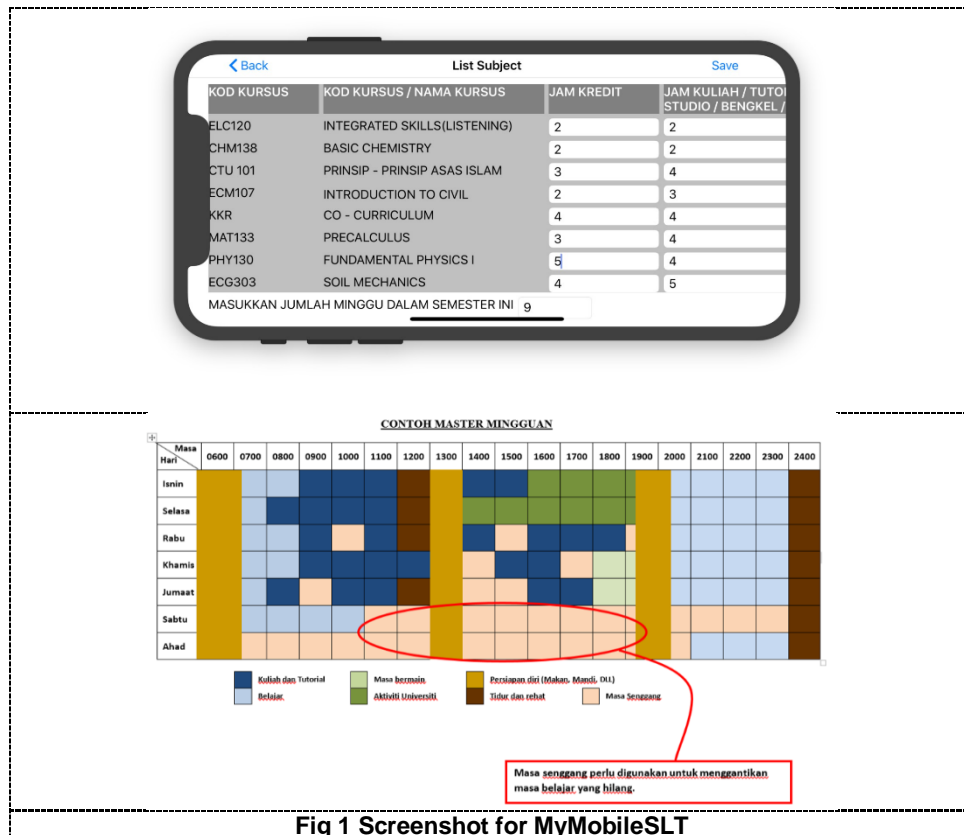 Back List Subject Save
KOD KURSUS KOD KURSUS / NAMA KURSUS JAM KREDIT JAM KULIAH / TUTO
STUDIO / BENGKEL /
ELC120 INTEGRATED SKILLS(LISTENING) 2 2
CHM138 BASIC CHEMISTRY 2 2
CTU 101 PRINSIP - PRINSIP ASAS ISLAM 3 4
ECM107 INTRODUCTION TO CIVIL 2 3
KKR CO - CURRICULUM 4 4
MAT133 PRECALCULUS 3 4
PHY130 FUNDAMENTAL PHYSICS I 5 4
ECG303 SOIL MECHANICS 4 5
MASUKKAN JUMLAH MINGGU DALAM SEMESTER INI 9
CONTOH MASTER MINGGUAN
Masa
Hari 0600 0700 0800 0900 1000 1100 1200 1300 1400 1500 1600 1700 1800 1900 2000 2100 2200 2300 2400
Isnin
Selasa
Rabu
Khamis
Jumaat
Sabtu
Ahad
Kuliah dan Tutorial Masa bermain Persiapan diri (Makan, Mandi, DLL)
Belajar Aktiviti Universiti Tidur dan rehat Masa Senggang
Masa senggang perlu digunakan untuk menggantikan
masa belajar yang hilang.
Fig 1 Screenshot for MyMobileSLT